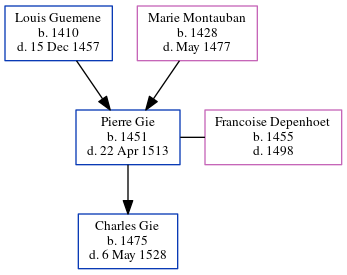 Louis Guemene
b. 1410
d. 15 Dec 1457
Marie Montauban
b. 1428
d. May 1477
Pierre Gie
b. 1451
d. 22 Apr 1513
Francoise Depenhoet
b. 1455
d. 1498
Charles Gie
b. 1475
d. 6 May 1528